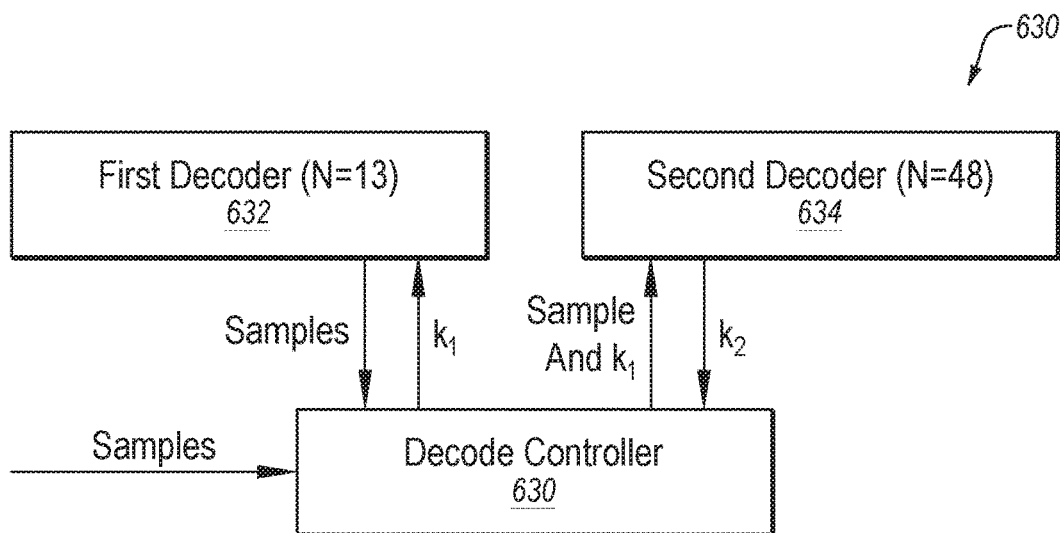 630
First Decoder (N=13)
632
Second Decoder (N=48)
634
Samples
k₁
Sample
And k₁
k₂
Samples
Decode Controller
630